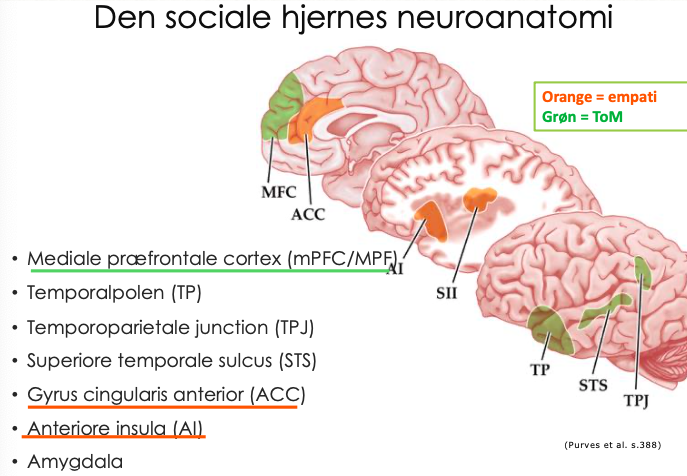 Den sociale hjernes neuroanatomi
Orange = empati
Grøn = ToM
MFC
ACC
AI
SII
TP
STS
TPJ
• Mediale præfrontale cortex (mPFC/MPF)
• Temporalpolen (TP)
• Temporoparietale junction (TPJ)
• Superiore temporale sulcus (STS)
• Gyrus cingularis anterior (ACC)
• Anteriore insula (AI)
• Amygdala
(Purves et al. s.388)